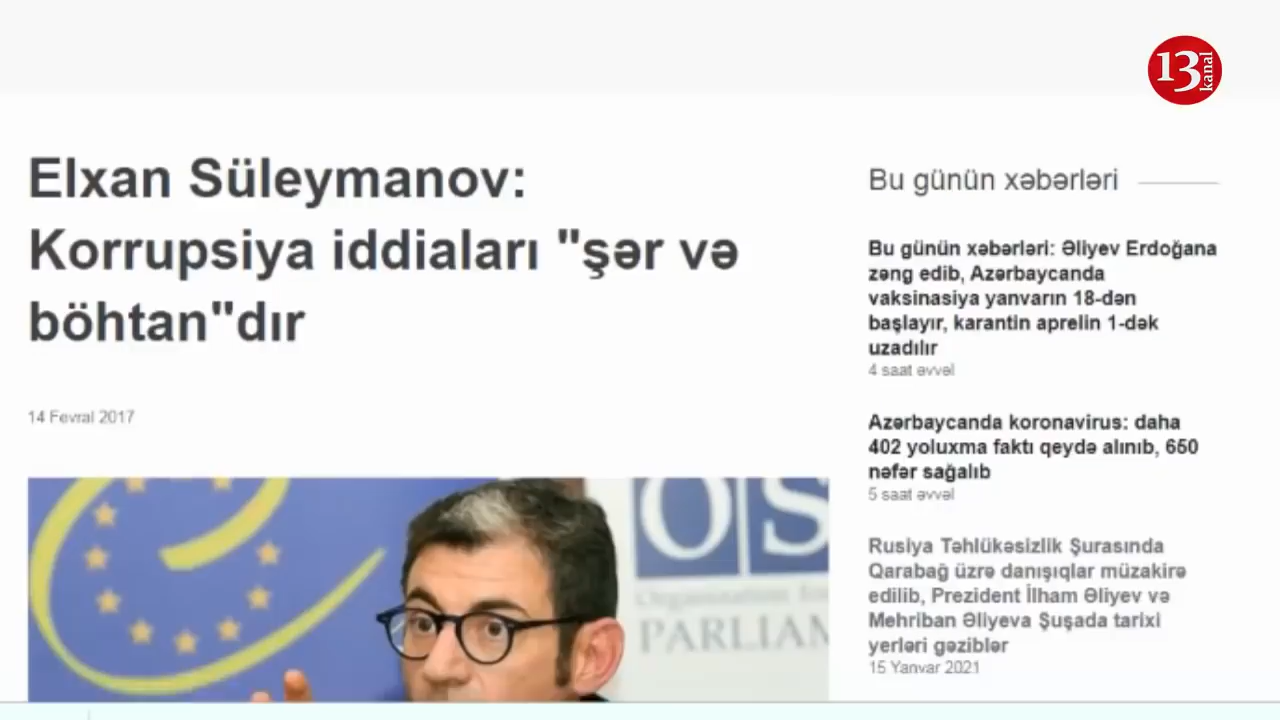 13
kanal
Elxan Süleymanov:
Korrupsiya iddiaları "şər və
böhtan"dır
14 Fevral 2017
OS
PARLIAM
Bu günün xəbərləri
Bu günün xəbərləri: Əliyev Erdoğana
zəng edib, Azərbaycanda
vaksinasiya yanvarın 18-dən
başlayır, karantin aprelin 1-dək
uzadılır
4 saat əvvəl
Azərbaycanda koronavirus: daha
402 yoluxma faktı qeydə alınıb, 650
nəfər sağalıb
5 saat əvvəl
Rusiya Təhlükəsizlik Şurasında
Qarabağ üzrə danışıqlar müzakirə
edilib, Prezident İlham Əliyev və
Mehriban Əliyeva Şuşada tarixi
yerləri gəziblər
15 Yanvar 2021